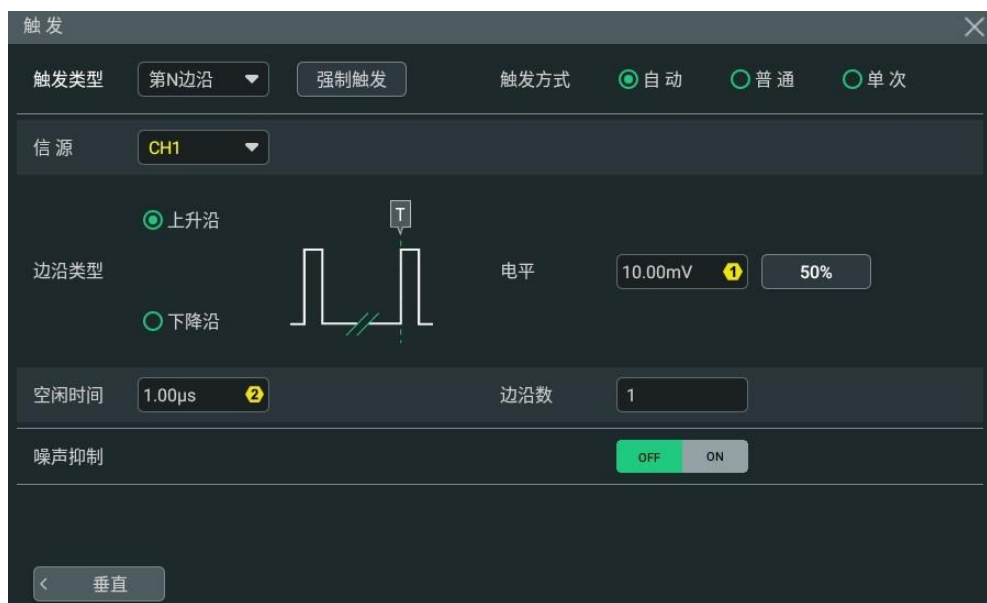 触发
触发类型 第N边沿 强制触发 触发方式 自动 普通 单次
信源 CH1
上升沿
T
边沿类型 电平 10.00mV 1 50%
下降沿
空闲时间 1.00μs 2 边沿数 1
噪声抑制 OFF ON
< 垂直